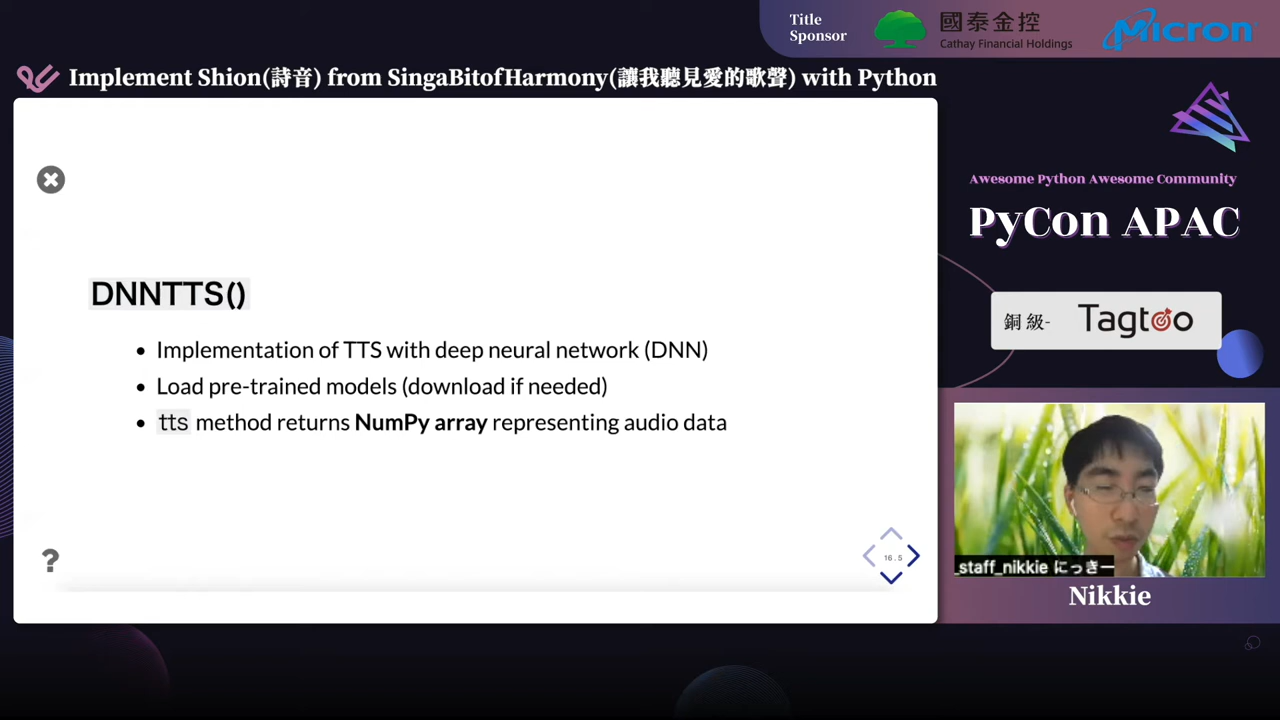 Title
Sponsor
國泰金控
Cathay Financial Holdings
Micron
Implement Shion(詩音) from SingaBitofHarmony(讓我聽見愛的歌聲) with Python
DNNTTS()
Implementation of TTS with deep neural network (DNN)
Load pre-trained models (download if needed)
tts method returns NumPy array representing audio data
?
16.5
Awesome Python Awesome Community
PyCon APAC
銅級- Tagtoo
_staff_nikkie にっきー
Nikkie